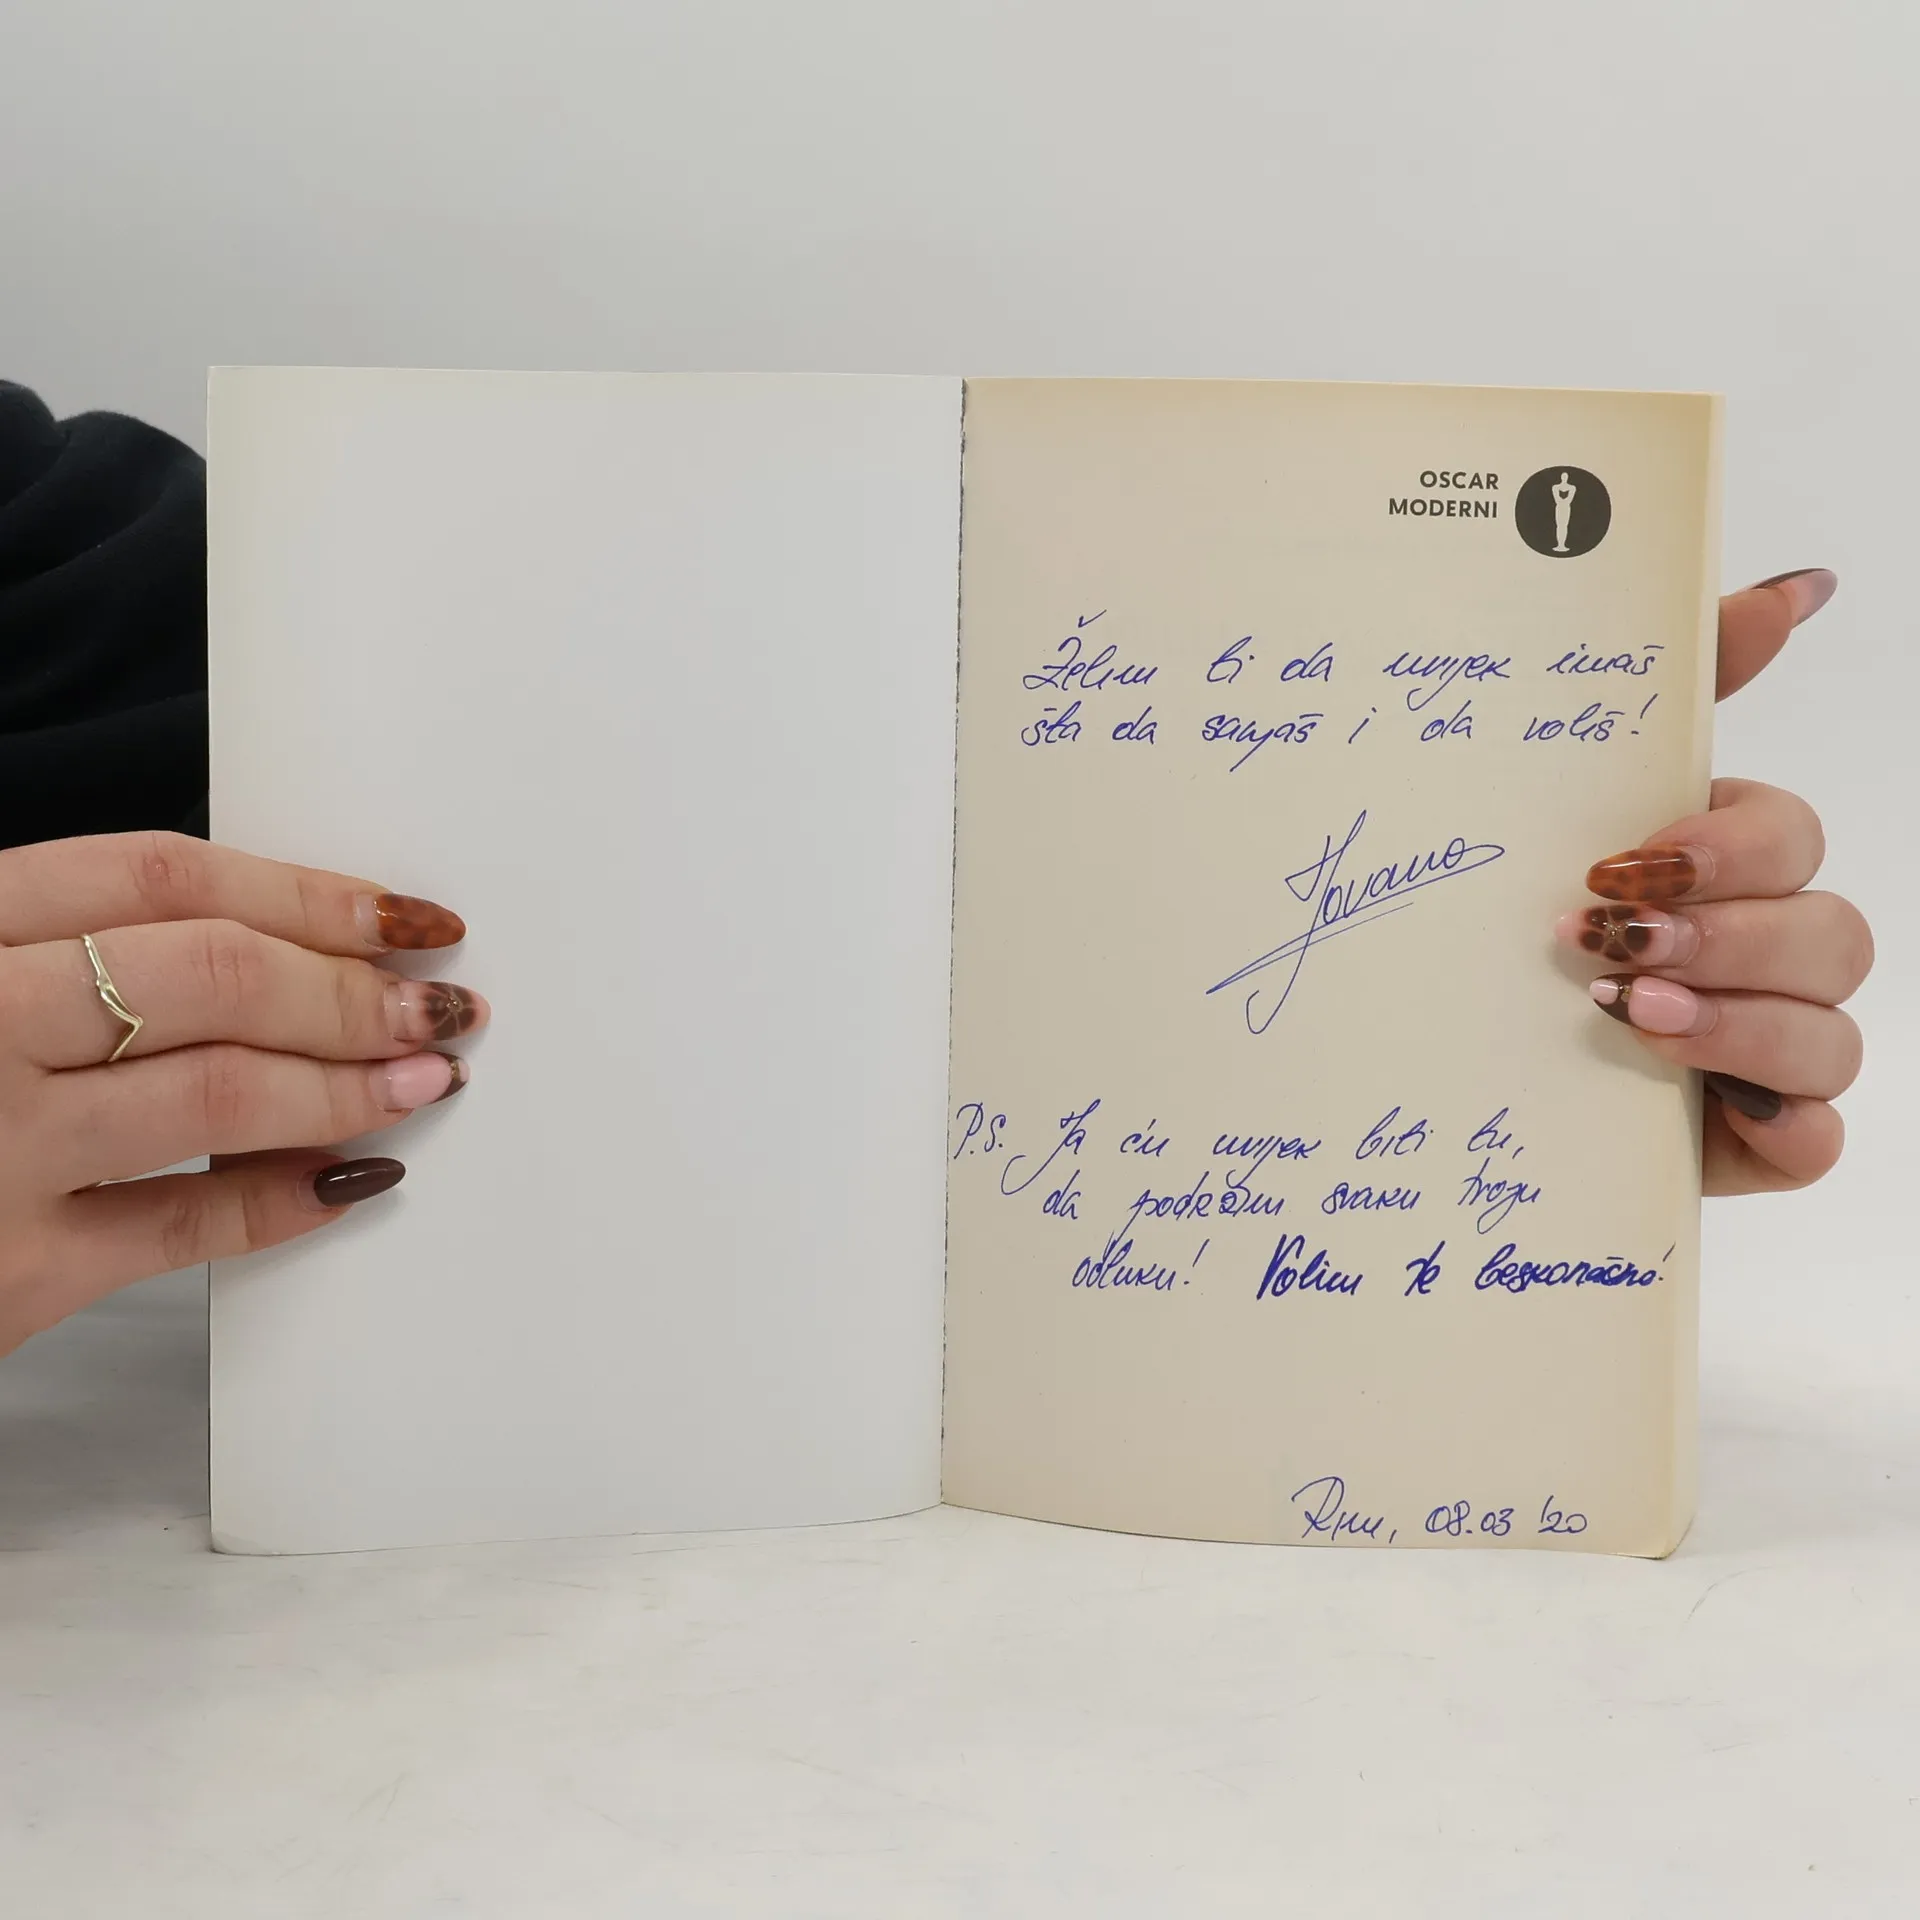 OSCAR
MODERNI
Želim ti da uvijek imaš
šta da sanjaš i da voliš!
Jovana
P.S. Ja ću uvijek biti tu,
da podržim svaku tvoju
odluku! Volim te beskonačno!
Rim, 08.03 '20